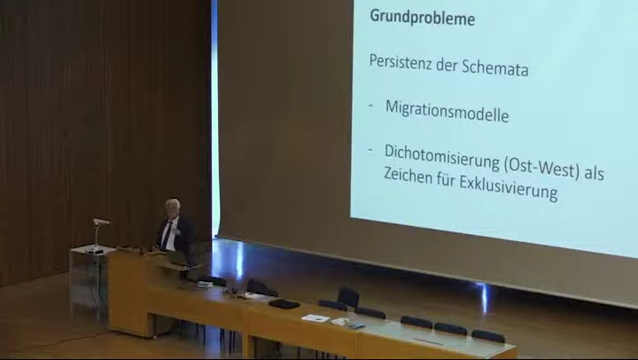 Grundprobleme
Persistenz der Schemata
- Migrationsmodelle
- Dichotomisierung (Ost-West) als
Zeichen für Exklusivierung